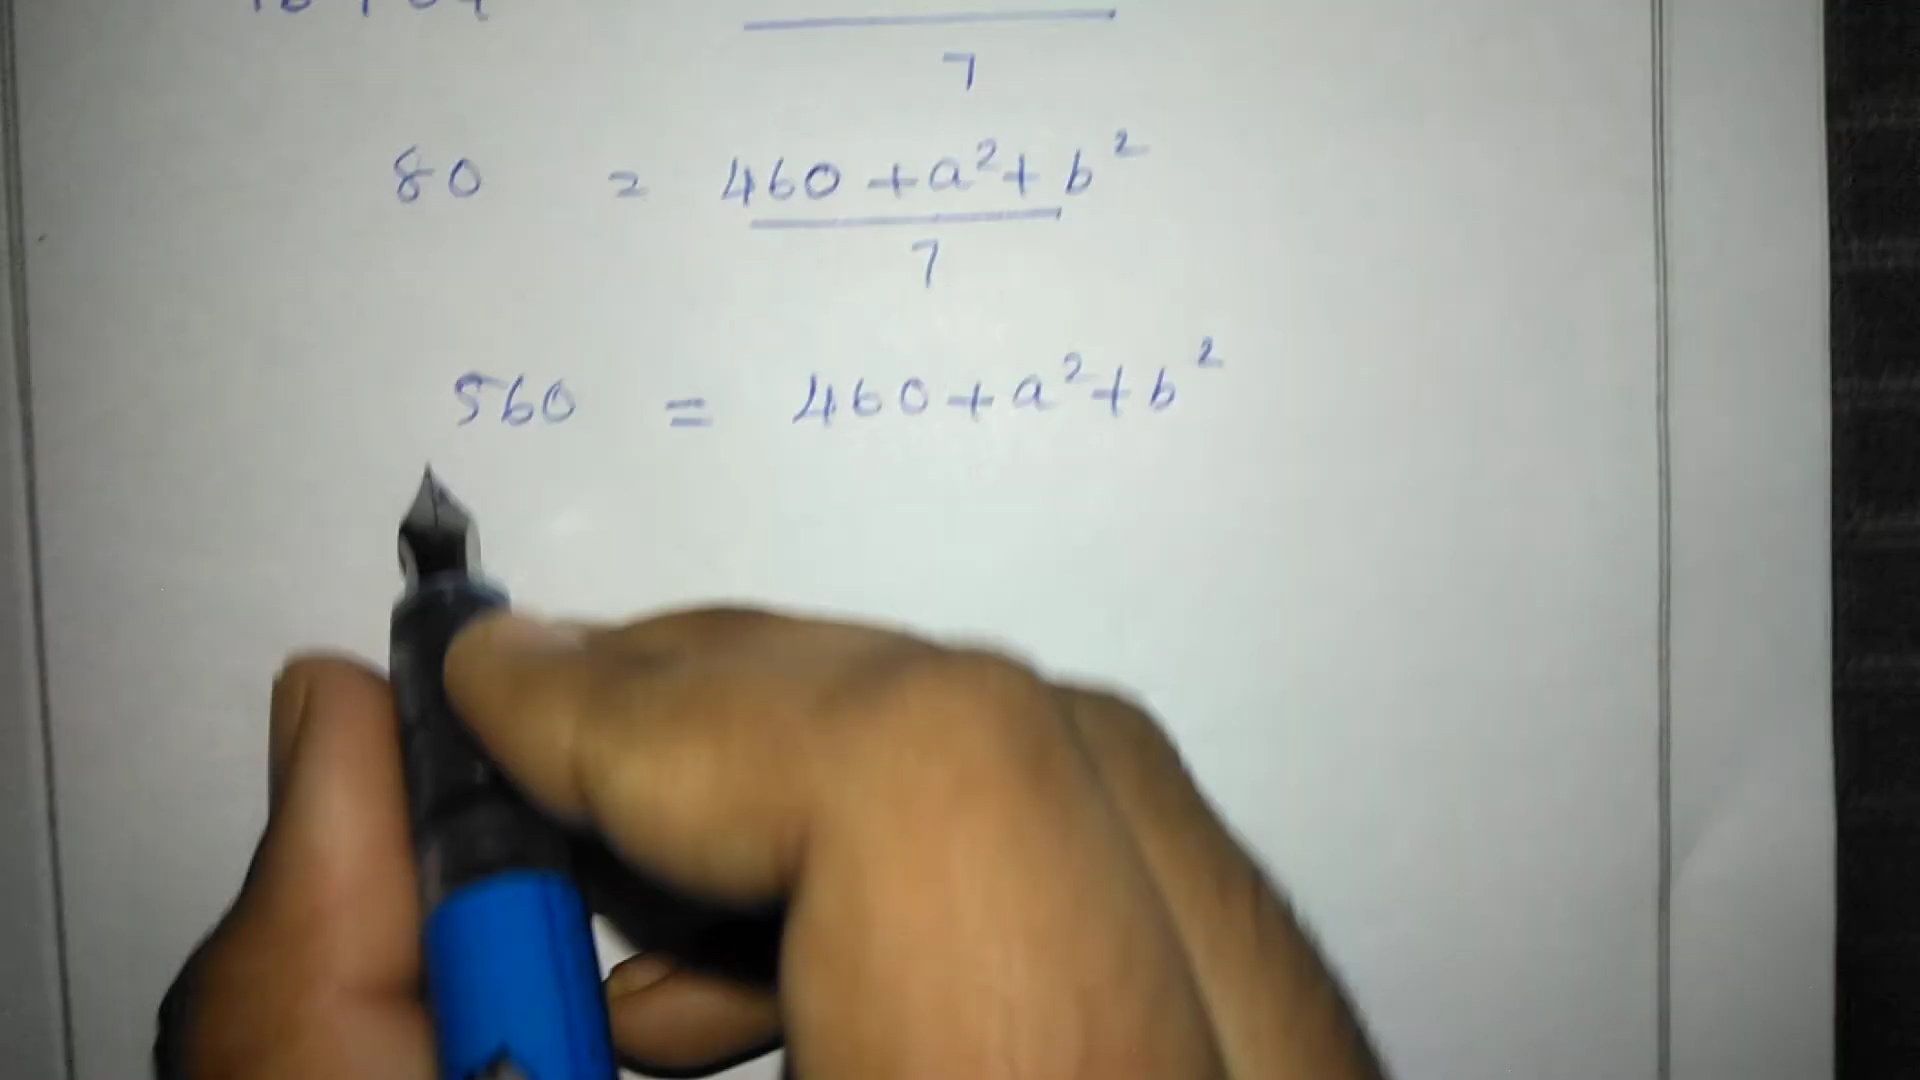 7
80 = 460 + a² + b²
7
560 = 460 + a² + b²